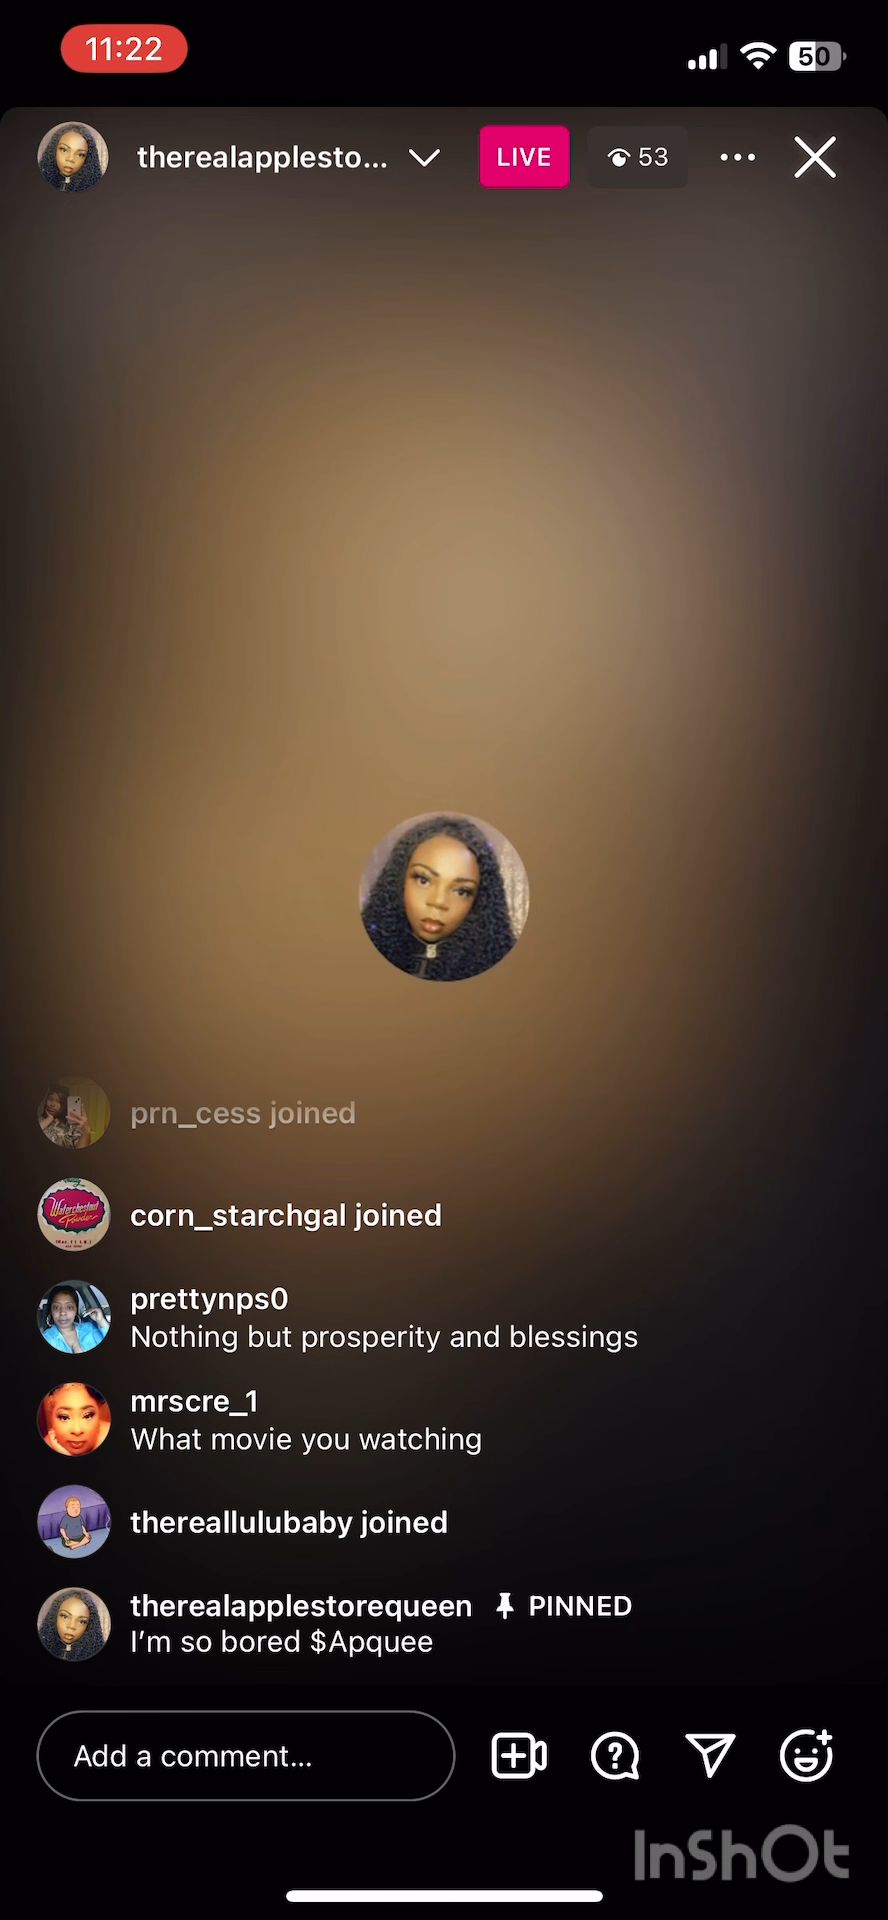 11:22
50
therealapplesto...
LIVE
53
prn_cess joined
corn_starchgal joined
prettynps0
Nothing but prosperity and blessings
mrscre_1
What movie you watching
thereallulubaby joined
therealapplestorequeen PINNED
I'm so bored $Apquee
Add a comment...
InShOt